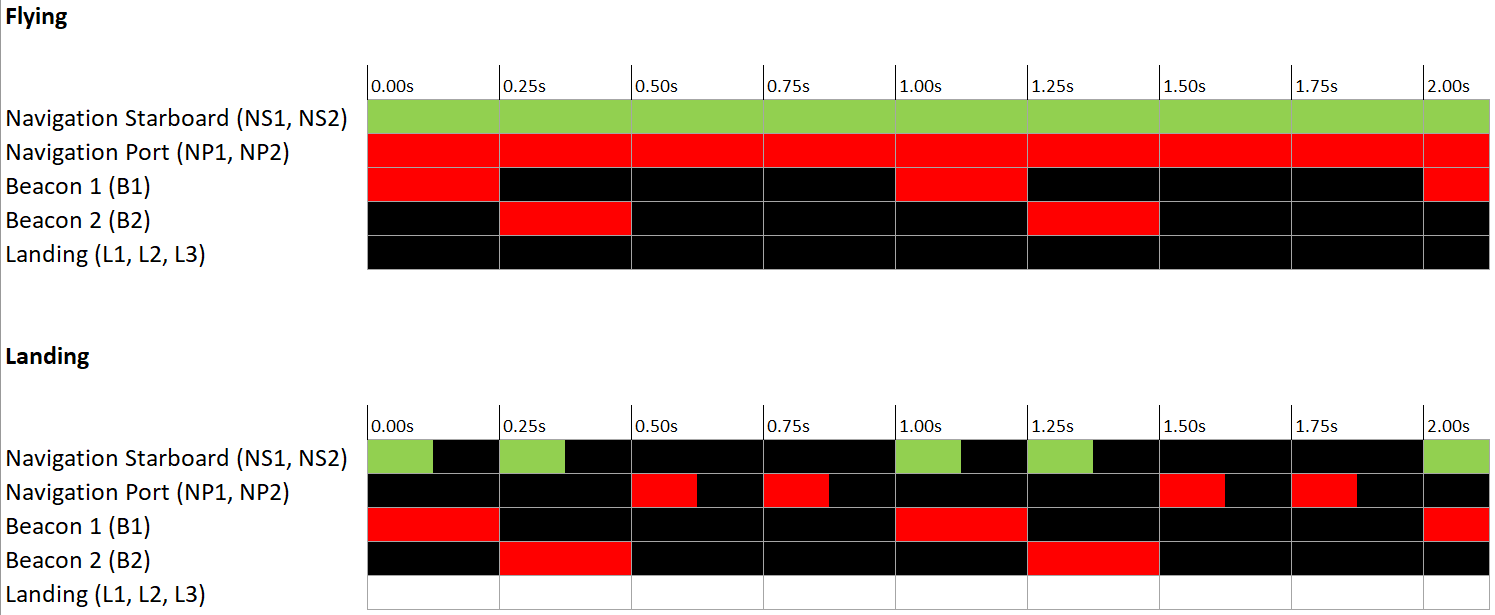 Flying
0.00s 0.25s 0.50s 0.75s 1.00s 1.25s 1.50s 1.75s 2.00s
Navigation Starboard (NS1, NS2)
Navigation Port (NP1, NP2)
Beacon 1 (B1)
Beacon 2 (B2)
Landing (L1, L2, L3)
Landing
0.00s 0.25s 0.50s 0.75s 1.00s 1.25s 1.50s 1.75s 2.00s
Navigation Starboard (NS1, NS2)
Navigation Port (NP1, NP2)
Beacon 1 (B1)
Beacon 2 (B2)
Landing (L1, L2, L3)